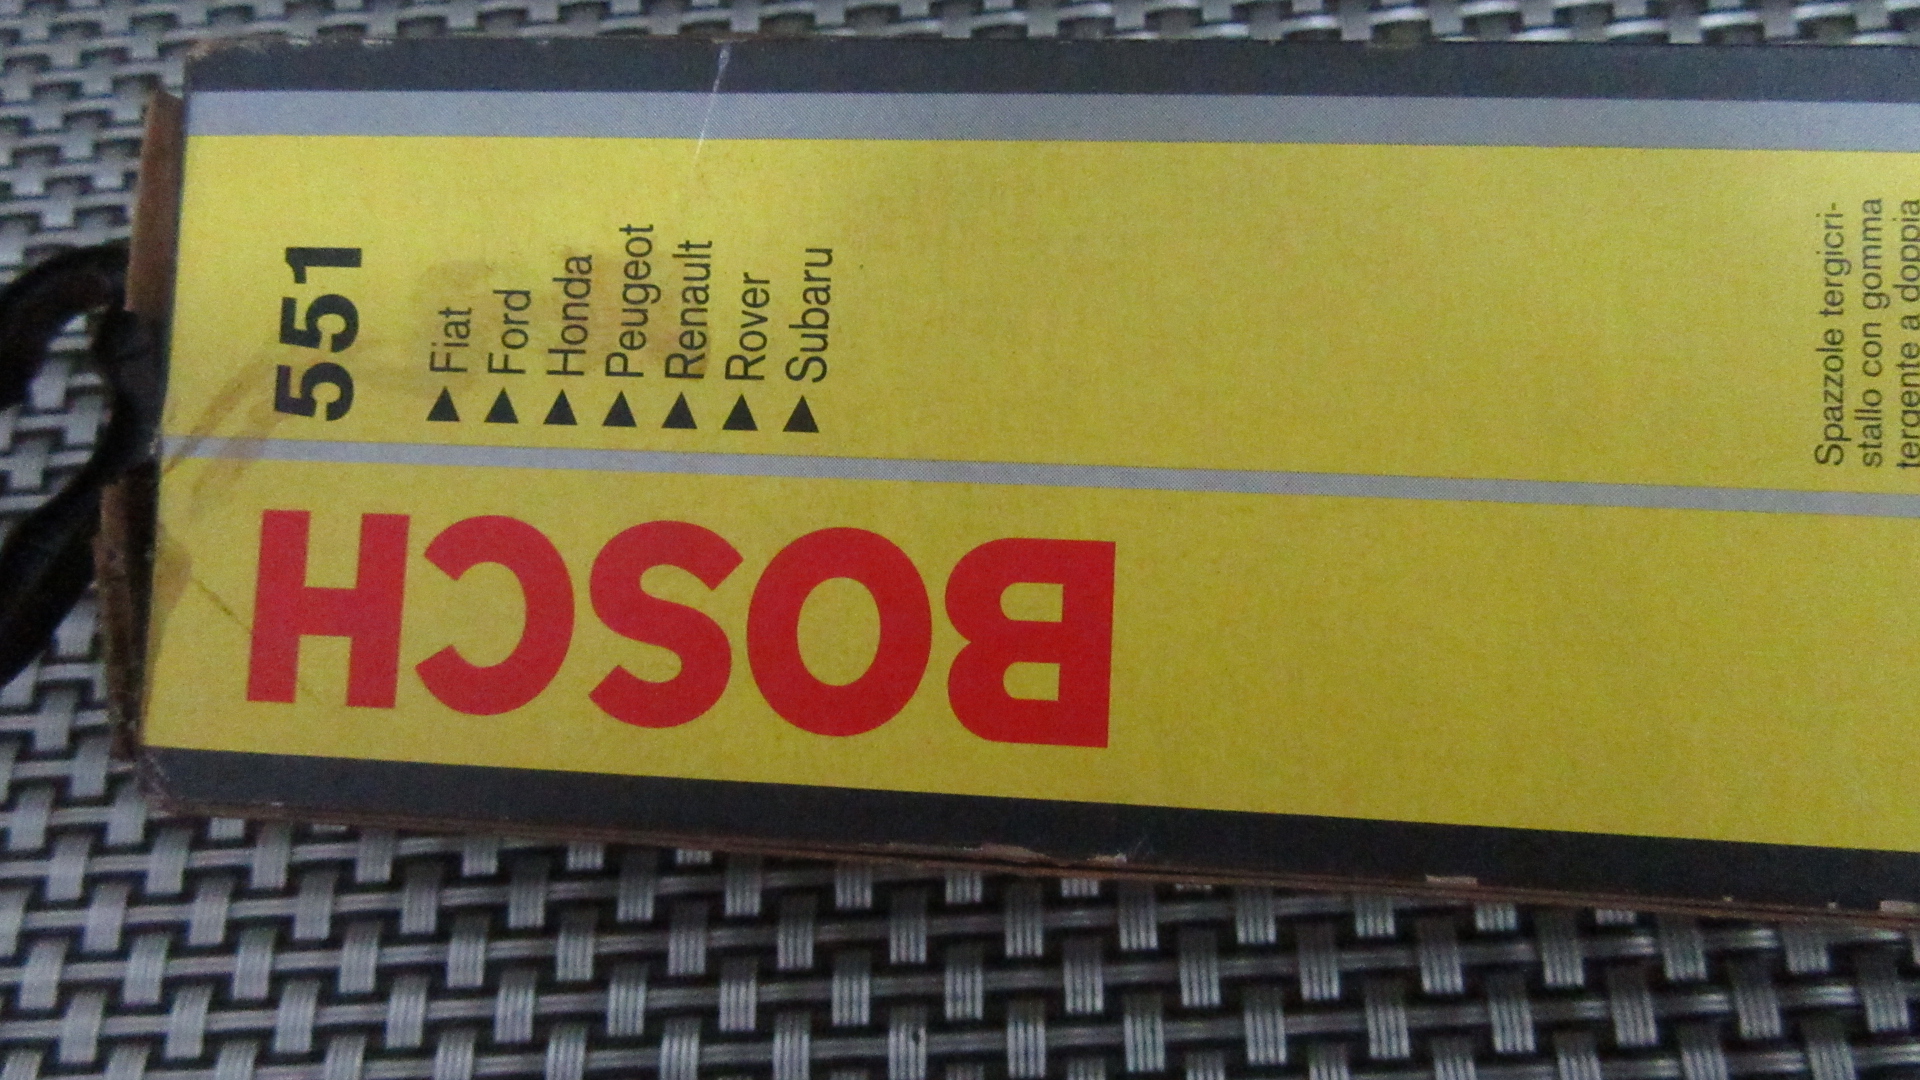 551
▶Fiat
▶Ford
▶Honda
▶Peugeot
▶Renault
▶Rover
▶Subaru
BOSCH
Spazzole tergicri-
stallo con gomma
tergente a doppia